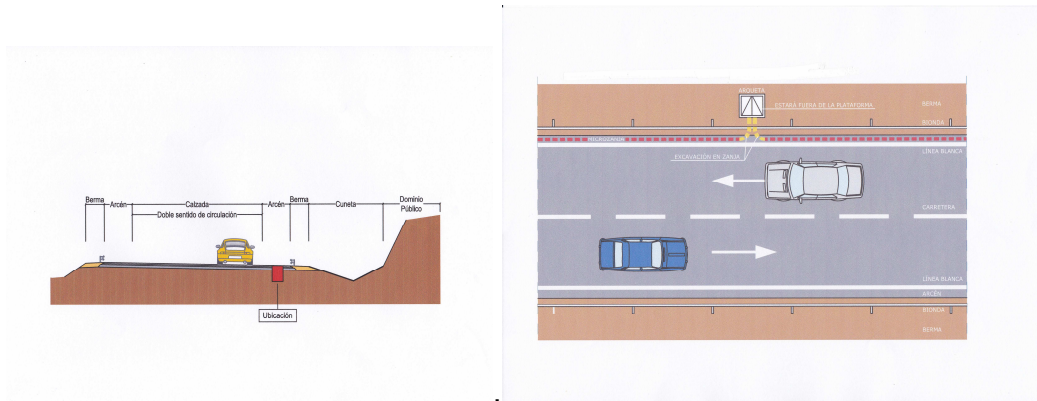 Berma
Arcén
Calzada
Arcén
Berma
Cuneta
Dominio
Público
Doble sentido de circulación
Ubicación
ARQUETA
ESTARÁ FUERA DE LA PLATAFORMA
BERMA
BIONDA
MICROZANJA
EXCAVACIÓN EN ZANJA
LÍNEA BLANCA
CARRETERA
LÍNEA BLANCA
ARCÉN
BIONDA
BERMA